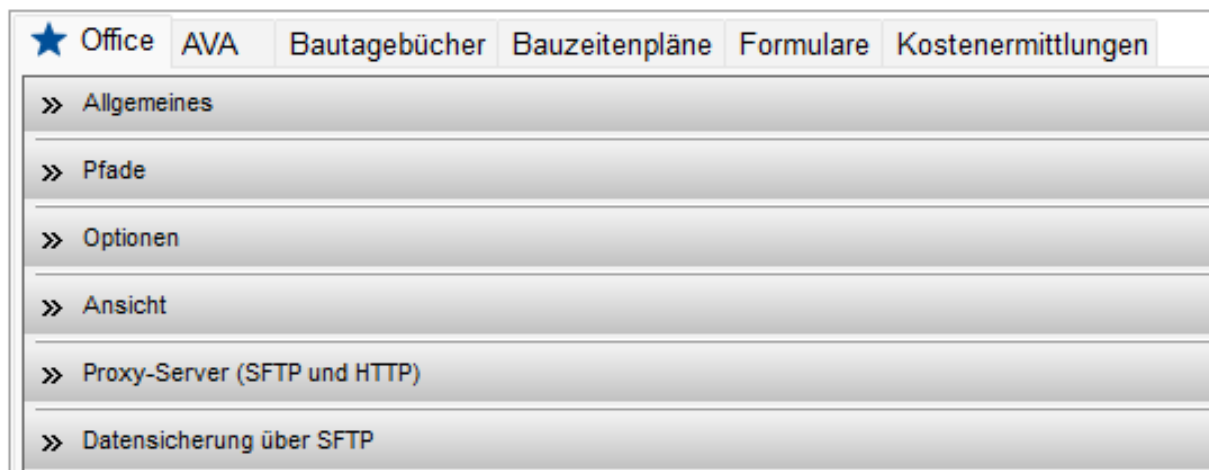 Office AVA Bautagebücher Bauzeitenpläne Formulare Kostenermittlungen
Allgemeines
Pfade
Optionen
Ansicht
Proxy-Server (SFTP und HTTP)
Datensicherung über SFTP